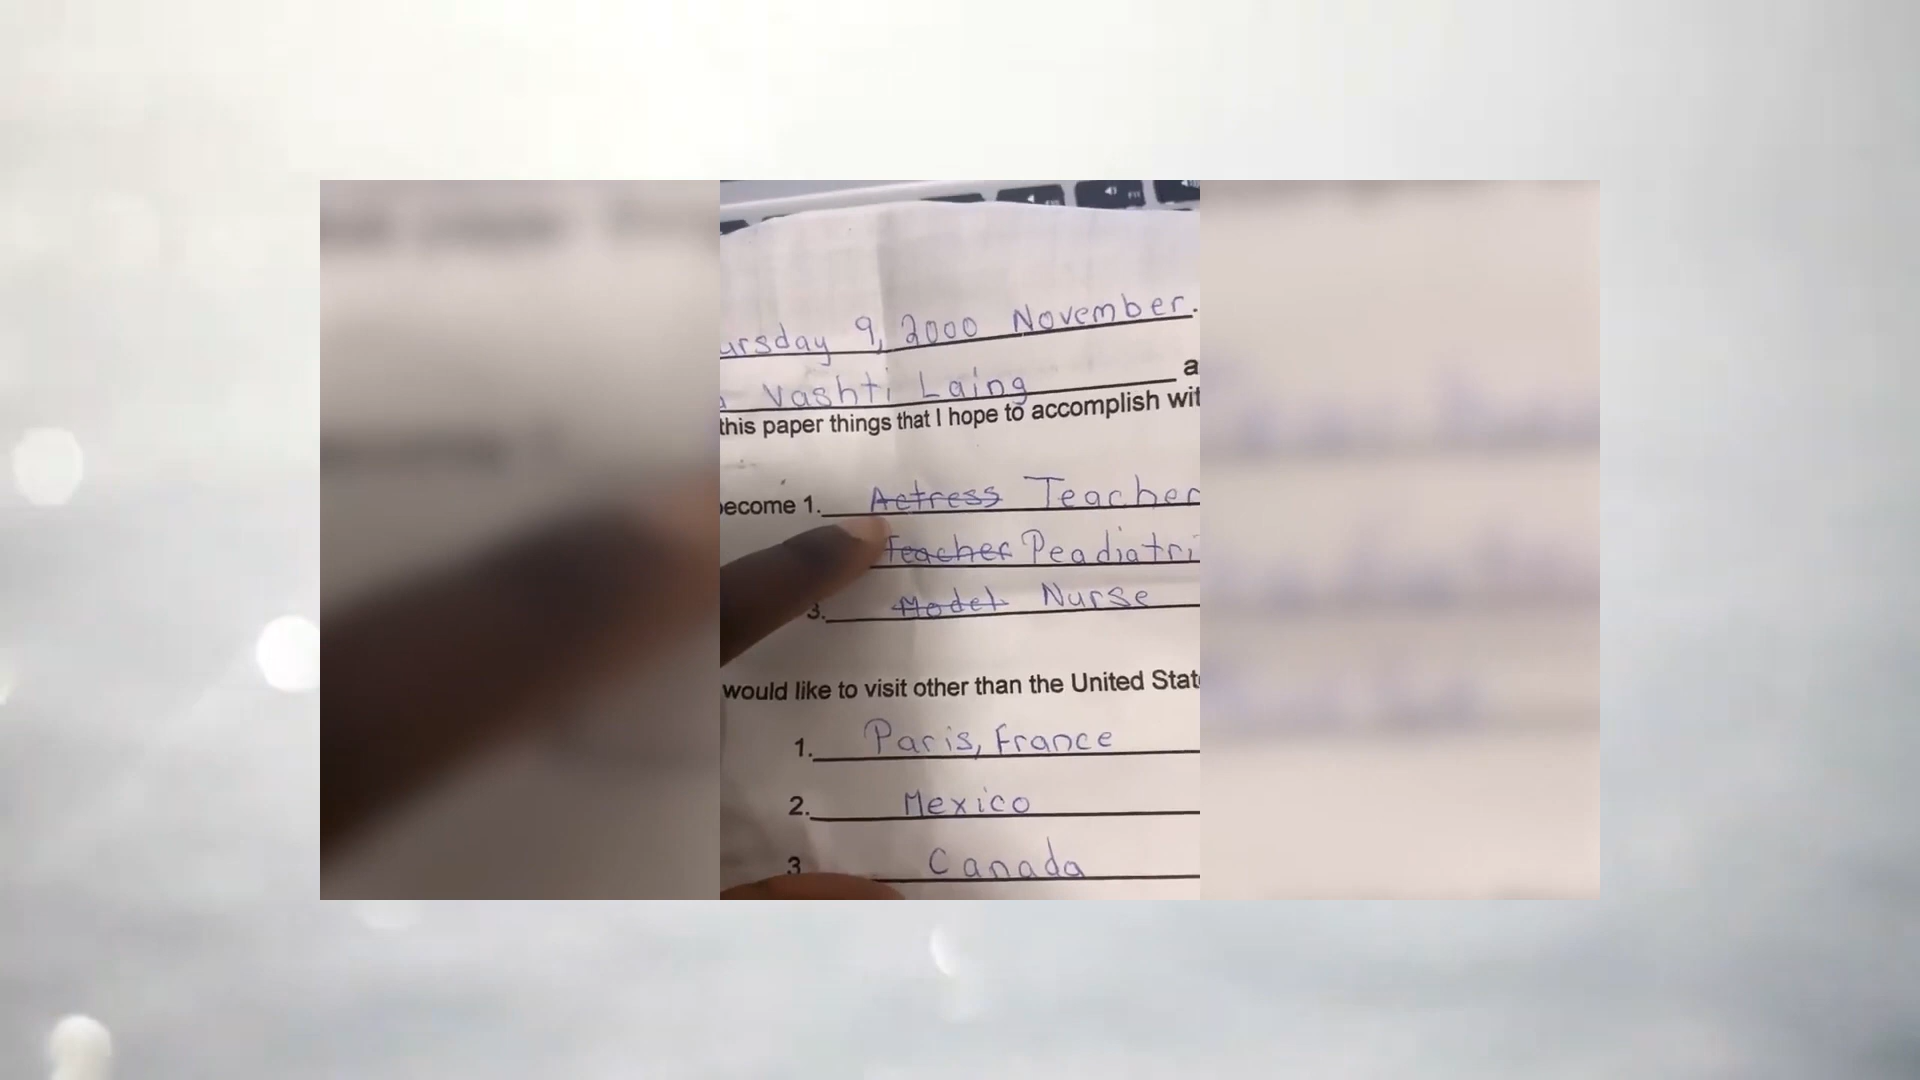 ursday 9, 2000 November.
Vashti Laing a
this paper things that I hope to accomplish wit
ecome 1. Actress Teacher
Teacher Peadiatri
3. Model Nurse
would like to visit other than the United Stat
1. Paris, France
2. Mexico
3 Canada